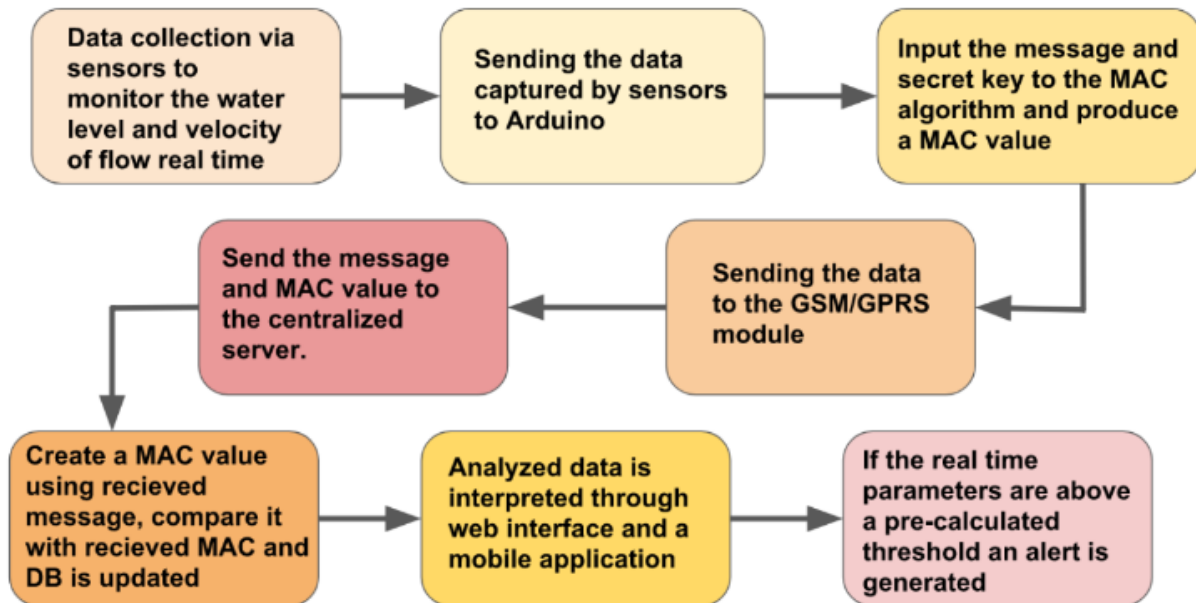 Data collection via
sensors to
monitor the water
level and velocity
of flow real time
Sending the data
captured by sensors
to Arduino
Input the message and
secret key to the MAC
algorithm and produce
a MAC value
Sending the data
to the GSM/GPRS
module
Send the message
and MAC value to
the centralized
server.
Create a MAC value
using recieved
message, compare it
with recieved MAC and
DB is updated
Analyzed data is
interpreted through
web interface and a
mobile application
If the real time
parameters are above
a pre-calculated
threshold an alert is
generated